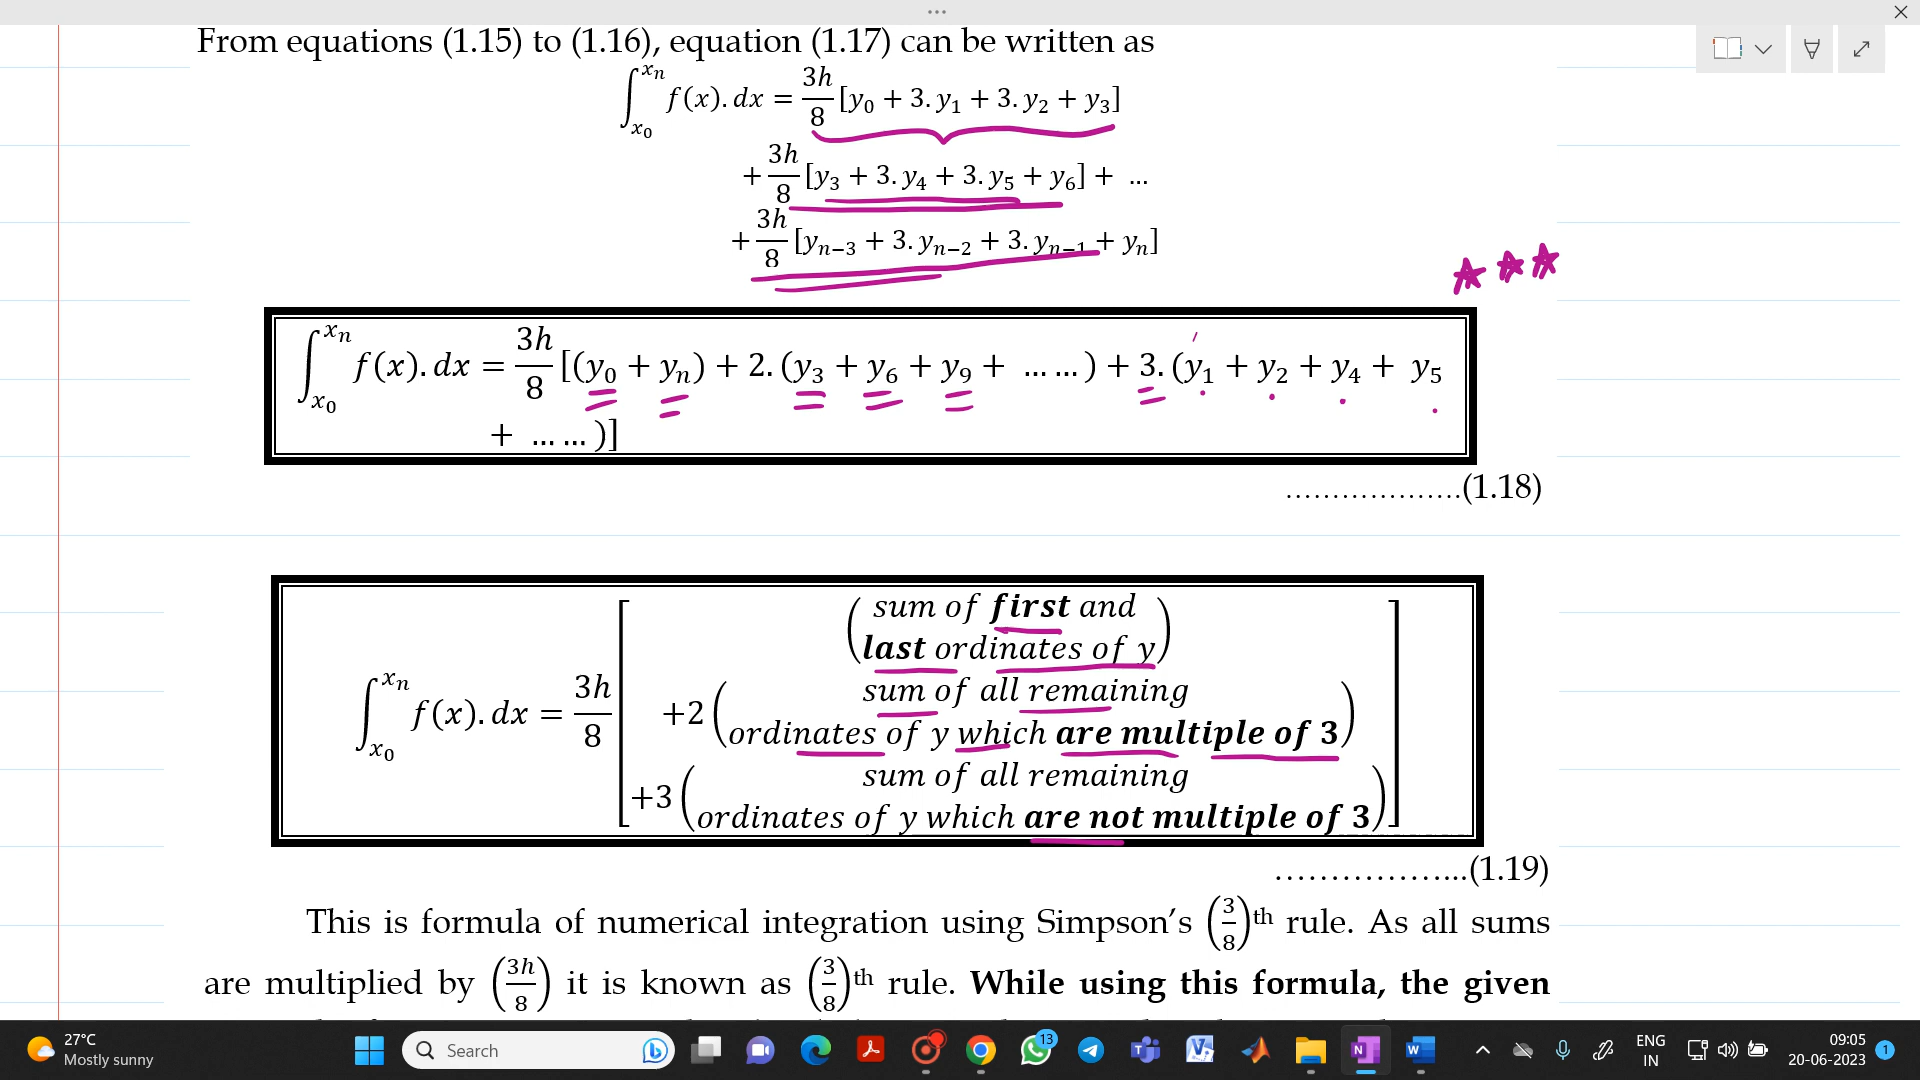 From equations (1.15) to (1.16), equation (1.17) can be written as
∫_{x₀}^{xₙ} f(x).dx = 3h/8 [y₀ + 3.y₁ + 3.y₂ + y₃]
+ 3h/8 [y₃ + 3.y₄ + 3.y₅ + y₆] + ...
+ 3h/8 [yₙ₋₃ + 3.yₙ₋₂ + 3.yₙ₋₁ + yₙ]
∫_{x₀}^{xₙ} f(x).dx = 3h/8 [(y₀ + yₙ) + 2.(y₃ + y₆ + y₉ + ... ...) + 3.(y₁ + y₂ + y₄ + y₅
+ ... ...)]
...................(1.18)
(sum of first and
last ordinates of y)
sum of all remaining
∫_{x₀}^{xₙ} f(x).dx = 3h/8 [ +2 (
ordinates of y which are multiple of 3)
sum of all remaining
+3 (
ordinates of y which are not multiple of 3) ]
...................(1.19)
This is formula of numerical integration using Simpson's (3/8)th rule. As all sums
are multiplied by (3h/8) it is known as (3/8)th rule. While using this formula, the given
27°C
Mostly sunny
Search
13
ENG
IN
09:05
20-06-2023
1